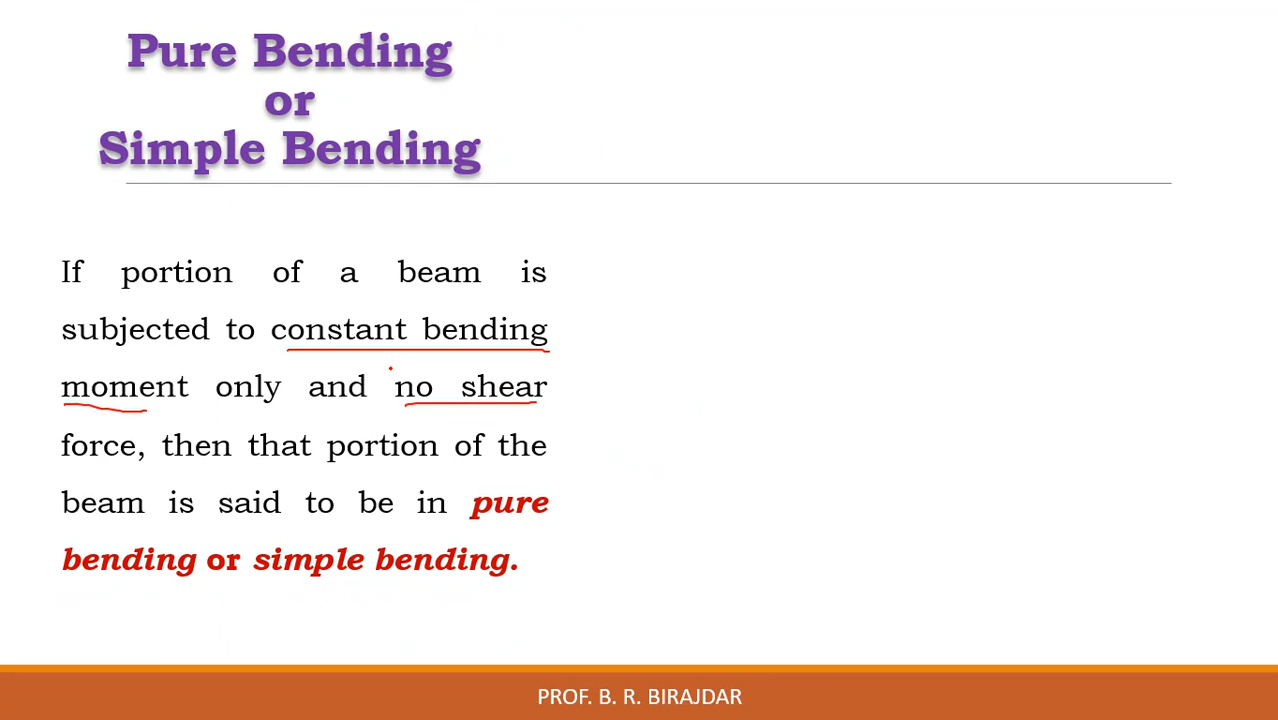 Pure Bending
or
Simple Bending
If portion of a beam is
subjected to constant bending
moment only and no shear
force, then that portion of the
beam is said to be in pure
bending or simple bending.
PROF. B. R. BIRAJDAR